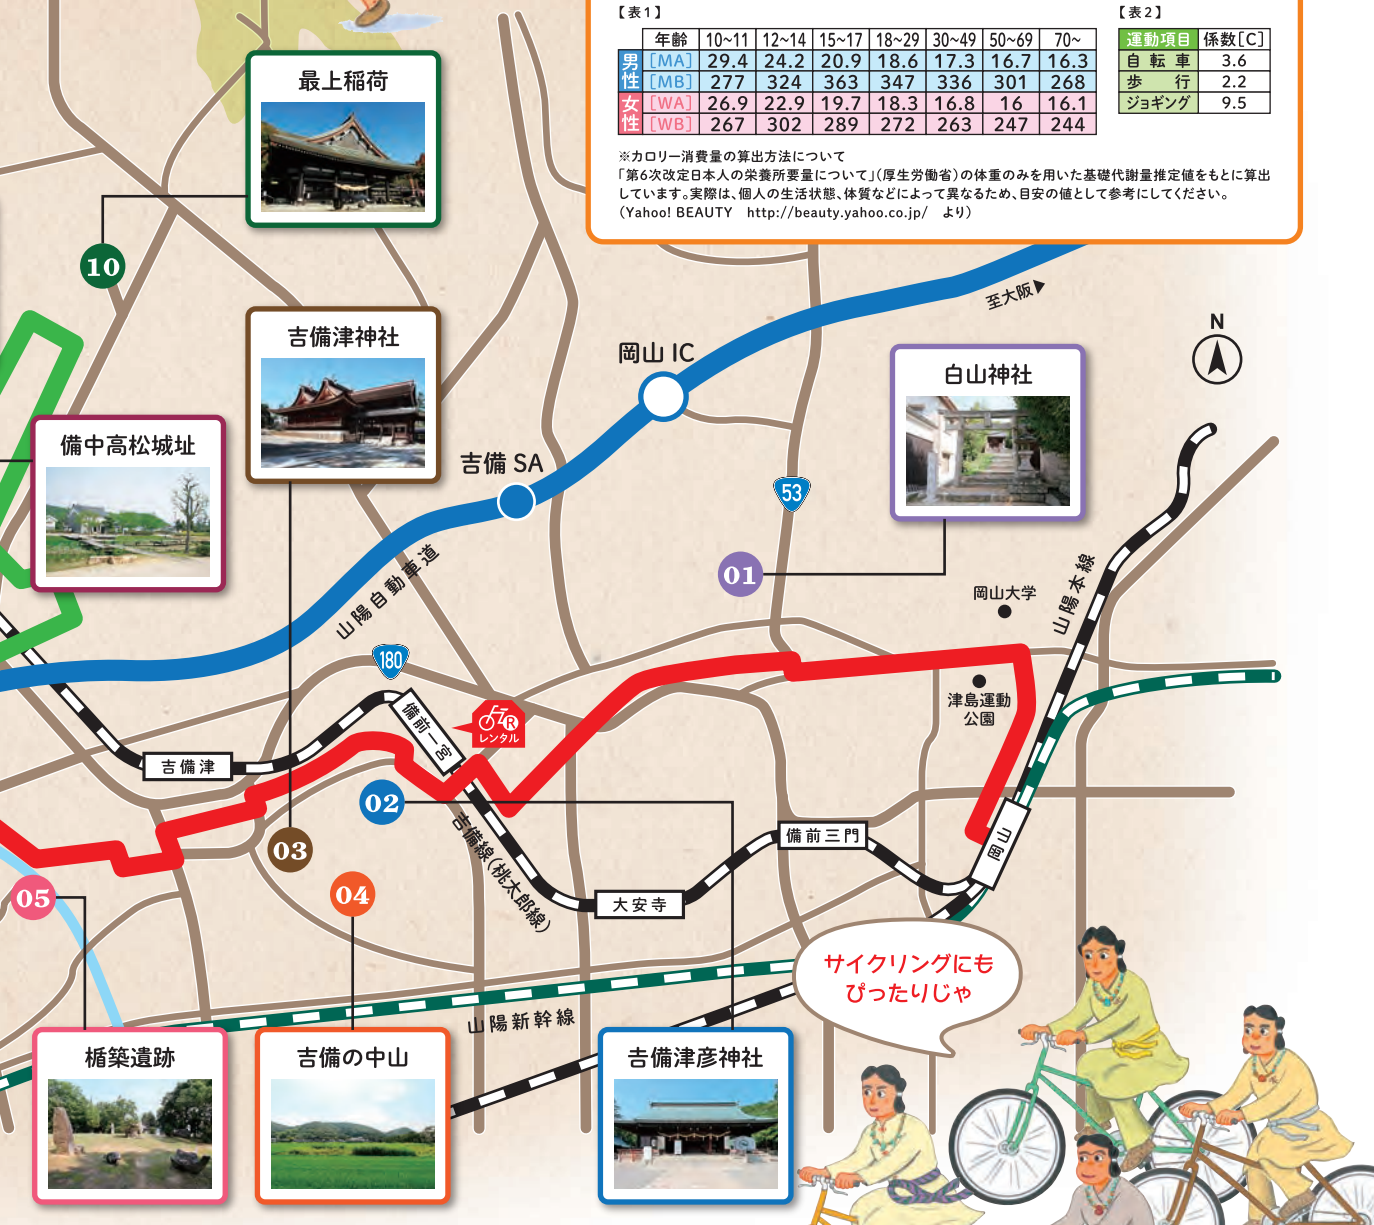 【表1】
年齢 10~11 12~14 15~17 18~29 30~49 50~69 70~
男性 [MA] 29.4 24.2 20.9 18.6 17.3 16.7 16.3
[MB] 277 324 363 347 336 301 268
女性 [WA] 26.9 22.9 19.7 18.3 16.8 16 16.1
[WB] 267 302 289 272 263 247 244
【表2】
運動項目 係数[C]
自転車 3.6
歩行 2.2
ジョギング 9.5
※カロリー消費量の算出方法について
「第6次改定日本人の栄養所要量について」(厚生労働省)の体重のみを用いた基礎代謝量推定値をもとに算出
しています。実際は、個人の生活状態、体質などによって異なるため、目安の値として参考にしてください。
(Yahoo! BEAUTY http://beauty.yahoo.co.jp/ より)
最上稲荷
10
至大阪▶
N
吉備津神社
岡山 IC
白山神社
備中高松城址
吉備 SA
53
01
山陽自動車道
岡山大学
山陽本線
180
津島運動
公園
備前一宮
R
レンタル
吉備津
02
03
吉備線(桃太郎線)
備前三門
岡山
05
04
大安寺
サイクリングにも
ぴったりじゃ
山陽新幹線
楯築遺跡
吉備の中山
吉備津彦神社